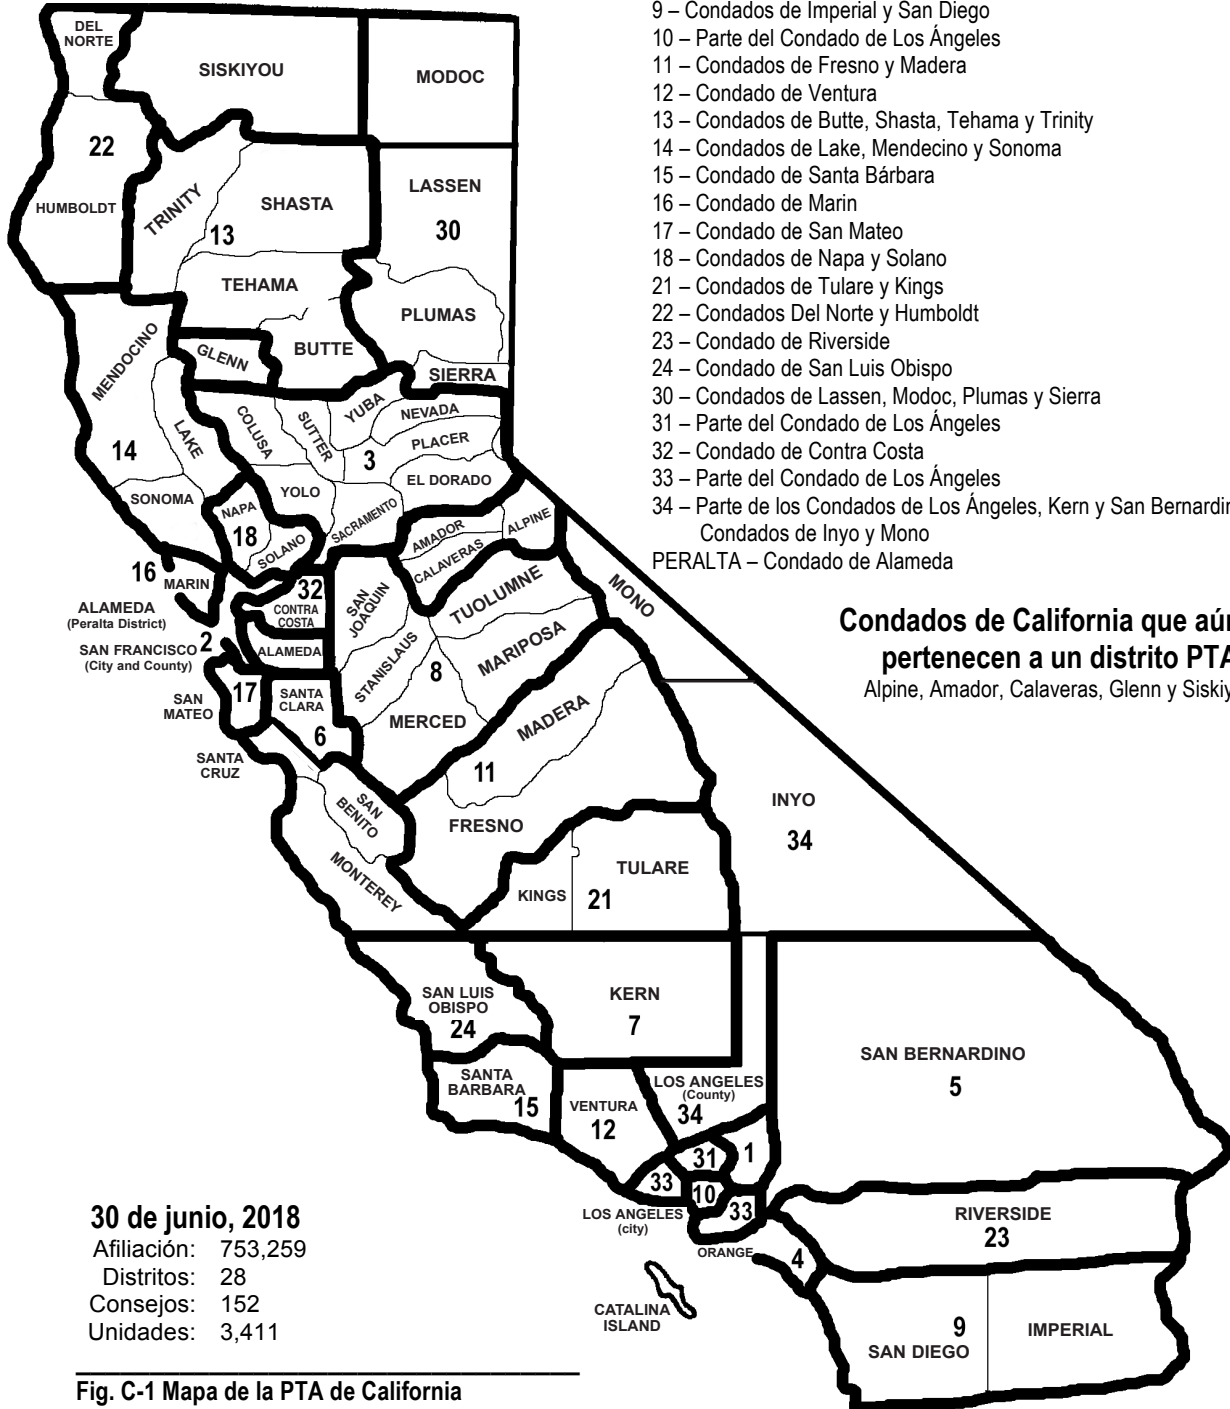 9 – Condados de Imperial y San Diego
10 – Parte del Condado de Los Ángeles
11 – Condados de Fresno y Madera
12 – Condado de Ventura
13 – Condados de Butte, Shasta, Tehama y Trinity
14 – Condados de Lake, Mendecino y Sonoma
15 – Condado de Santa Bárbara
16 – Condado de Marin
17 – Condado de San Mateo
18 – Condados de Napa y Solano
21 – Condados de Tulare y Kings
22 – Condados Del Norte y Humboldt
23 – Condado de Riverside
24 – Condado de San Luis Obispo
30 – Condados de Lassen, Modoc, Plumas y Sierra
31 – Parte del Condado de Los Ángeles
32 – Condado de Contra Costa
33 – Parte del Condado de Los Ángeles
34 – Parte de los Condados de Los Ángeles, Kern y San Bernardin
Condados de Inyo y Mono
PERALTA – Condado de Alameda
Condados de California que aún
pertenecen a un distrito PTA
Alpine, Amador, Calaveras, Glenn y Siskiy
DEL
NORTE
SISKIYOU
MODOC
22
HUMBOLDT
TRINITY
SHASTA
13
LASSEN
30
TEHAMA
PLUMAS
MENDOCINO
GLENN
BUTTE
SIERRA
COLUSA
SUTTER
YUBA
NEVADA
LAKE
PLACER
14
3
EL DORADO
SONOMA
YOLO
NAPA
18
SOLANO
SACRAMENTO
AMADOR
ALPINE
CALAVERAS
16
MARIN
32
CONTRA
COSTA
SAN
JOAQUIN
TUOLUMNE
MONO
ALAMEDA
(Peralta District)
2
SAN FRANCISCO
(City and County)
ALAMEDA
STANISLAUS
8
MARIPOSA
17
SAN
MATEO
SANTA
CLARA
6
MERCED
MADERA
SANTA
CRUZ
11
SAN
BENITO
FRESNO
INYO
34
MONTEREY
TULARE
KINGS
21
SAN LUIS
OBISPO
24
KERN
7
SAN BERNARDINO
5
SANTA
BARBARA
15
VENTURA
12
LOS ANGELES
(County)
34
31
1
33
10
33
LOS ANGELES
(city)
ORANGE
4
RIVERSIDE
23
CATALINA
ISLAND
9
SAN DIEGO
IMPERIAL
30 de junio, 2018
Afiliación: 753,259
Distritos: 28
Consejos: 152
Unidades: 3,411
Fig. C-1 Mapa de la PTA de California